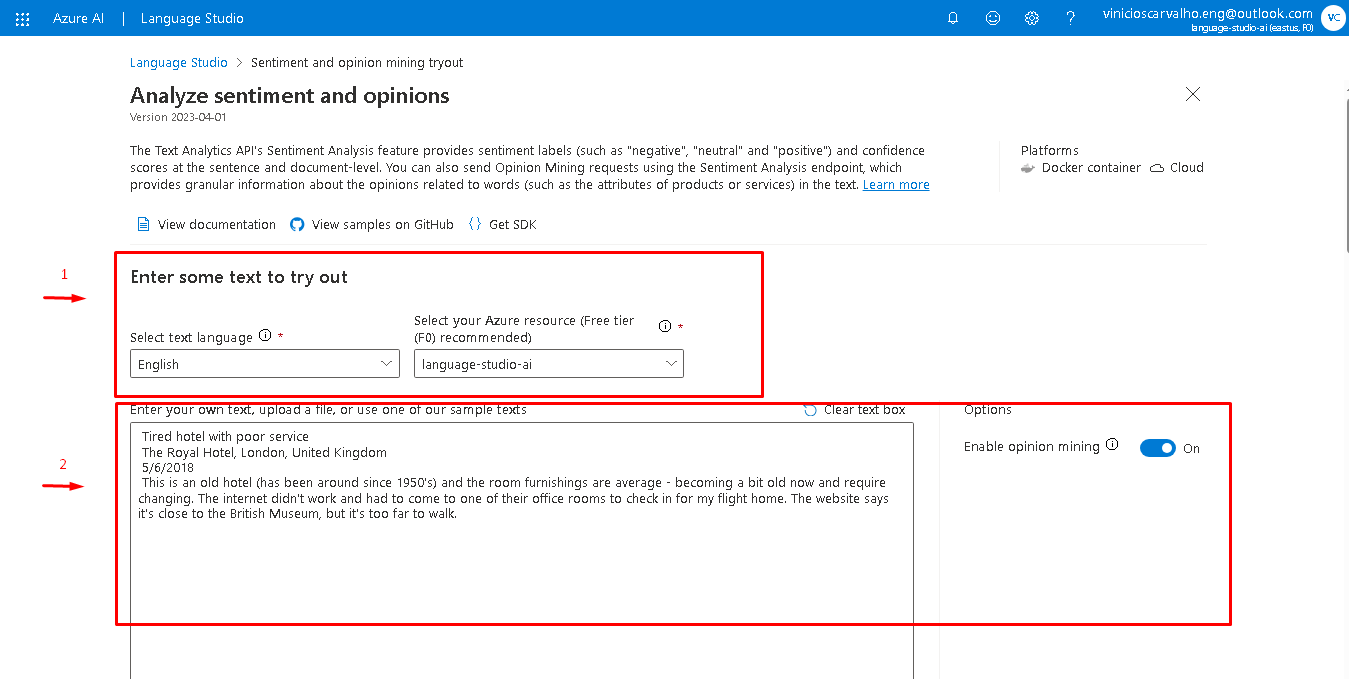 Azure AI | Language Studio
vinicioscarvalho.eng@outlook.com
language-studio-ai (eastus, F0)
VC
Language Studio > Sentiment and opinion mining tryout
Analyze sentiment and opinions
Version 2023-04-01
The Text Analytics API's Sentiment Analysis feature provides sentiment labels (such as "negative", "neutral" and "positive") and confidence
scores at the sentence and document-level. You can also send Opinion Mining requests using the Sentiment Analysis endpoint, which
provides granular information about the opinions related to words (such as the attributes of products or services) in the text. Learn more
Platforms
Docker container Cloud
View documentation View samples on GitHub {} Get SDK
1
Enter some text to try out
Select text language *
Select your Azure resource (Free tier
(F0) recommended) *
English
language-studio-ai
Enter your own text, upload a file, or use one of our sample texts
Clear text box
Options
Enable opinion mining On
2
Tired hotel with poor service
The Royal Hotel, London, United Kingdom
5/6/2018
This is an old hotel (has been around since 1950's) and the room furnishings are average - becoming a bit old now and require
changing. The internet didn't work and had to come to one of their office rooms to check in for my flight home. The website says
it's close to the British Museum, but it's too far to walk.